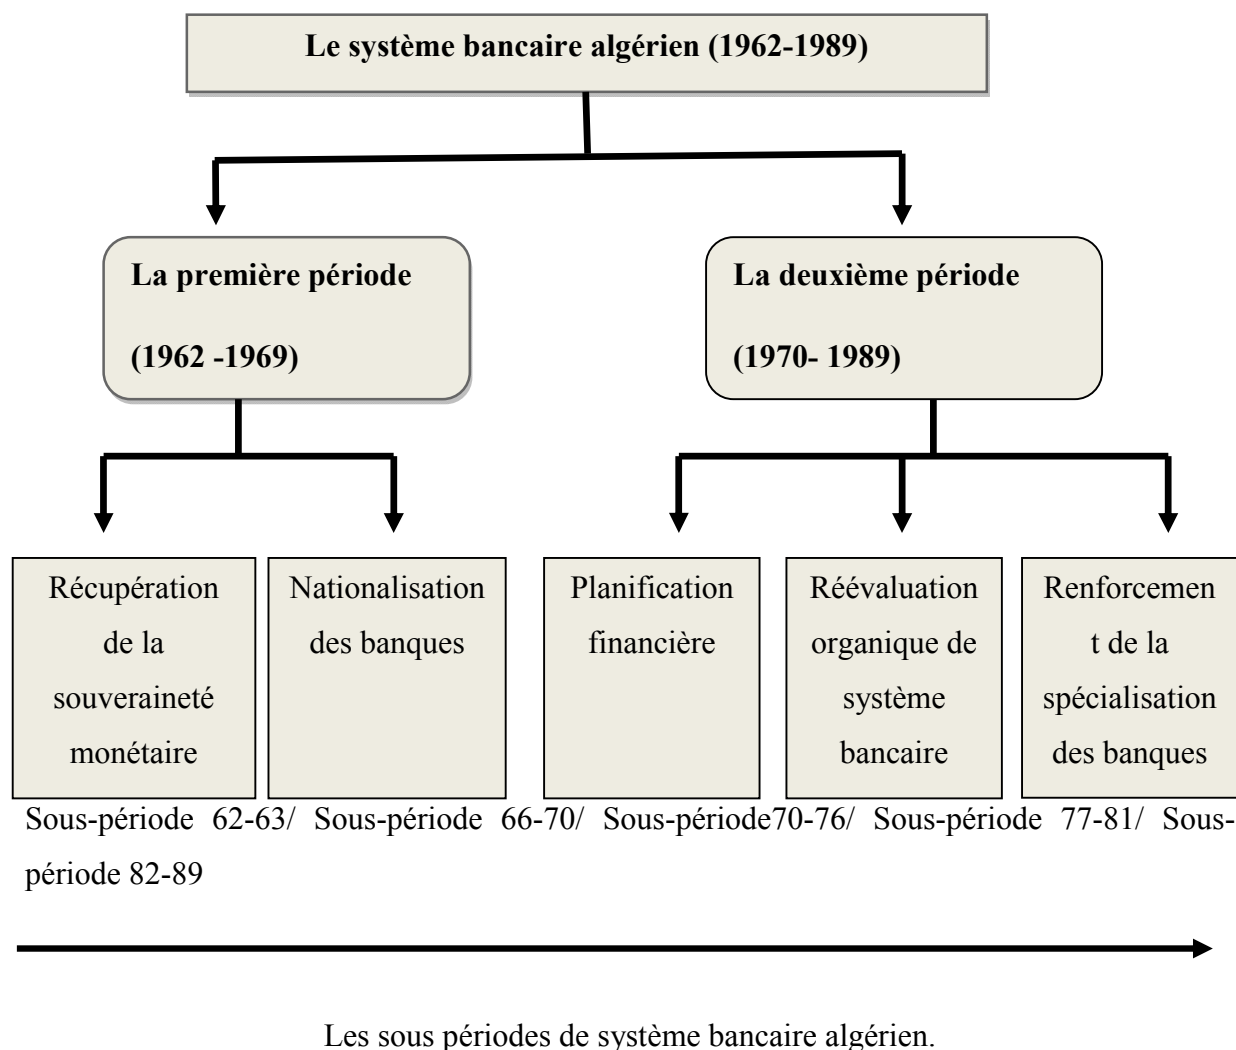 Le système bancaire algérien (1962-1989)
La première période
(1962 -1969)
La deuxième période
(1970- 1989)
Récupération
de la
souveraineté
monétaire
Nationalisation
des banques
Planification
financière
Réévaluation
organique de
système
bancaire
Renforcemen
t de la
spécialisation
des banques
Sous-période 62-63/ Sous-période 66-70/ Sous-période70-76/ Sous-période 77-81/ Sous-
période 82-89
Les sous périodes de système bancaire algérien.